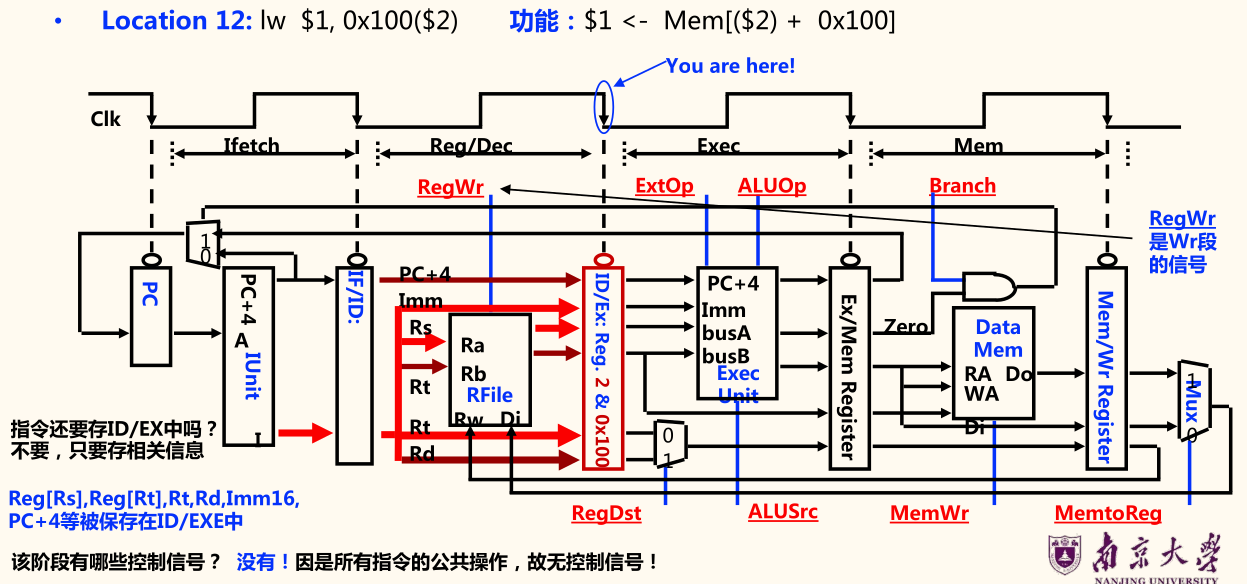 • Location 12: lw $1, 0x100($2) 功能：$1 <- Mem[($2) + 0x100]
You are here!
Clk
Ifetch Reg/Dec Exec Mem
RegWr ExtOp ALUOp Branch
RegWr
是Wr段
的信号
1
0
PC
PC+4
A
IUnit
I
IF/ID:
PC+4
Imm
Rs
Rt
Rt
Rd
Ra
Rb
RFile
Rw Di
ID/Ex: Reg. 2 & 0x100
PC+4
Imm
busA
busB
Exec
Unit
0
1
Ex/Mem Register
Zero
Data
Mem
RA Do
WA
Di
Mem/Wr Register
1
Mux
0
指令还要存ID/EX中吗？
不要，只要存相关信息
Reg[Rs],Reg[Rt],Rt,Rd,Imm16,
PC+4等被保存在ID/EXE中
RegDst ALUSrc MemWr MemtoReg
该阶段有哪些控制信号？ 没有！因是所有指令的公共操作，故无控制信号！
南京大学
NANJING UNIVERSITY